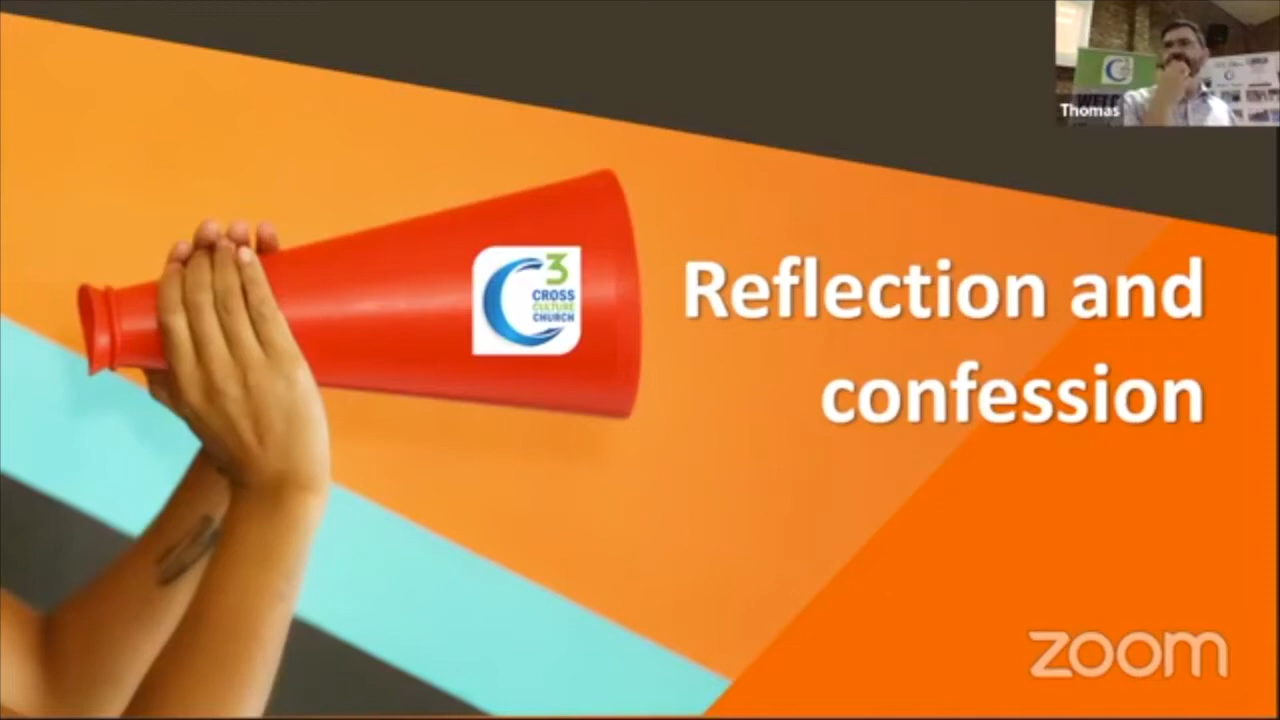 Thomas
3
CROSS
CULTURE
CHURCH
Reflection and
confession
zoom